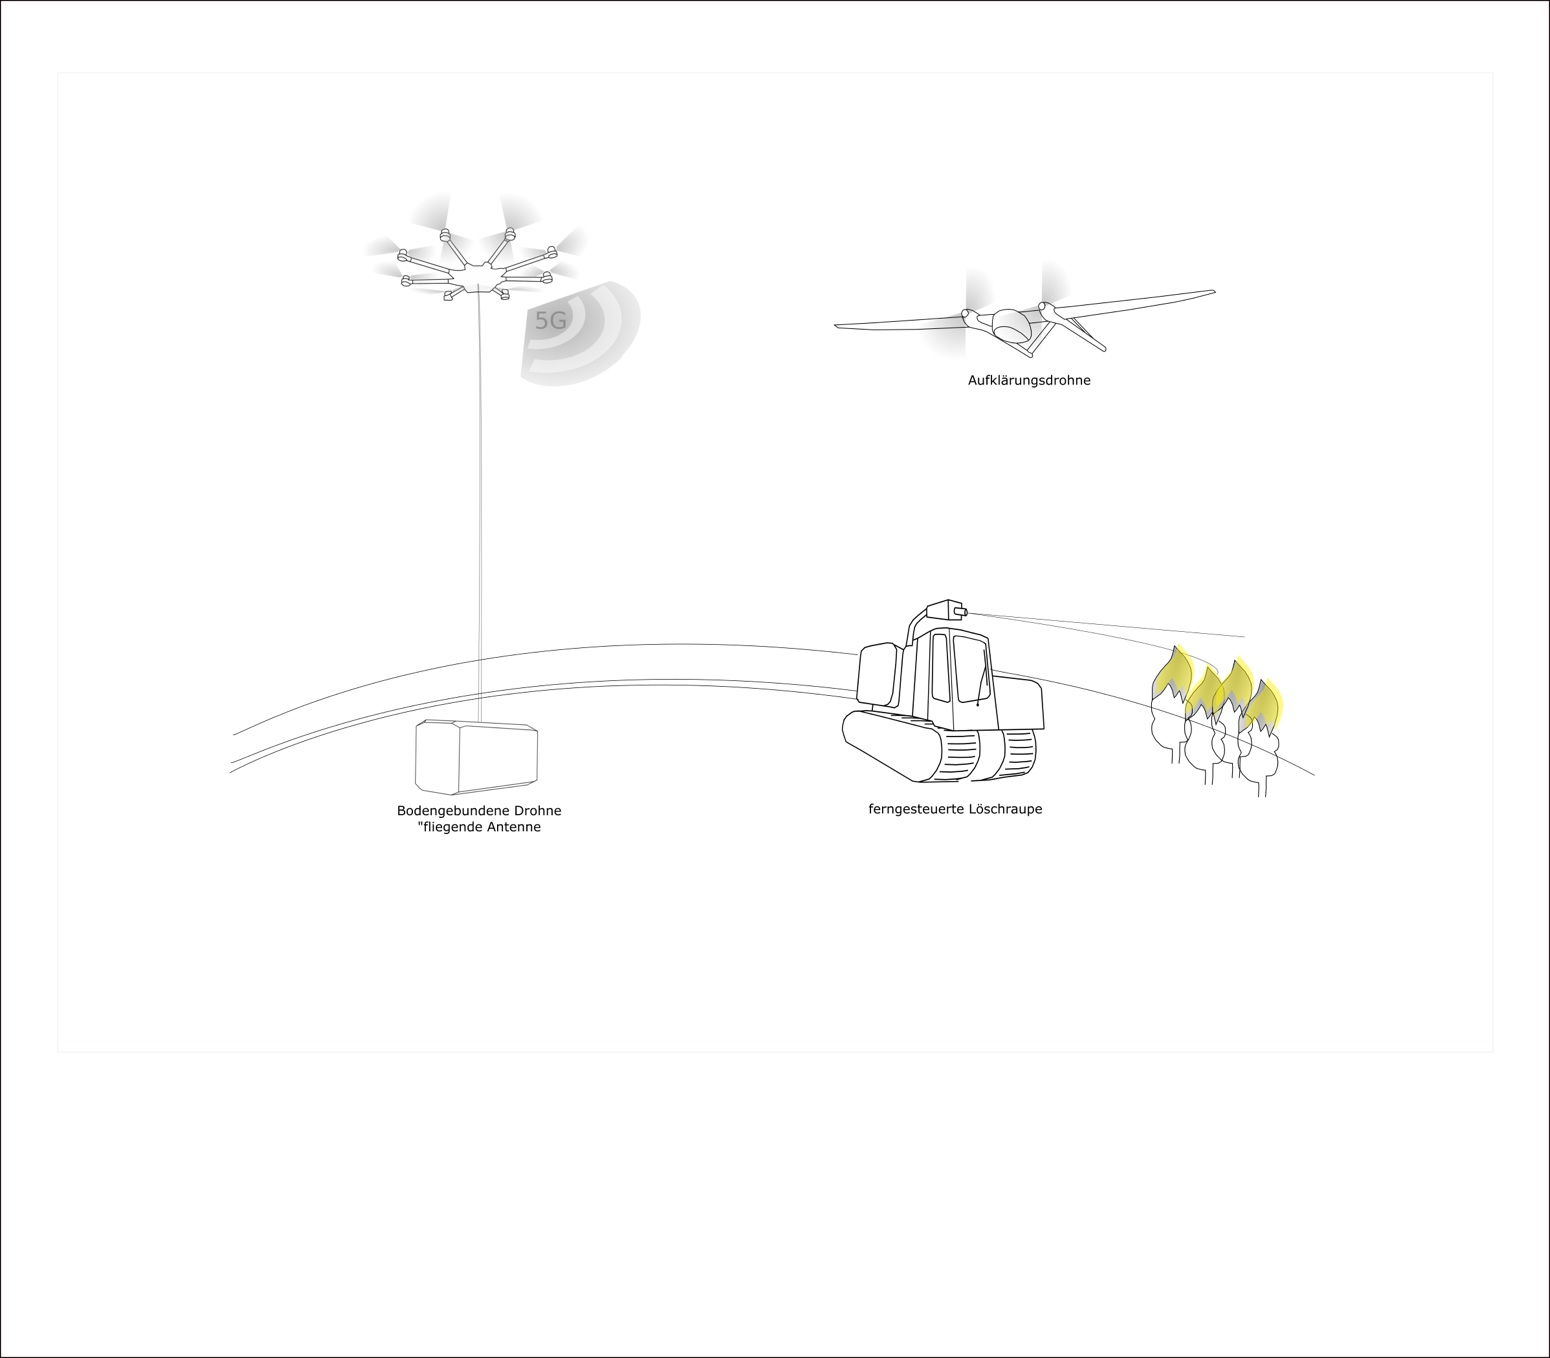 5G
Aufklärungsdrohne
Bodengebundene Drohne
"fliegende Antenne
ferngesteuerte Löschraupe